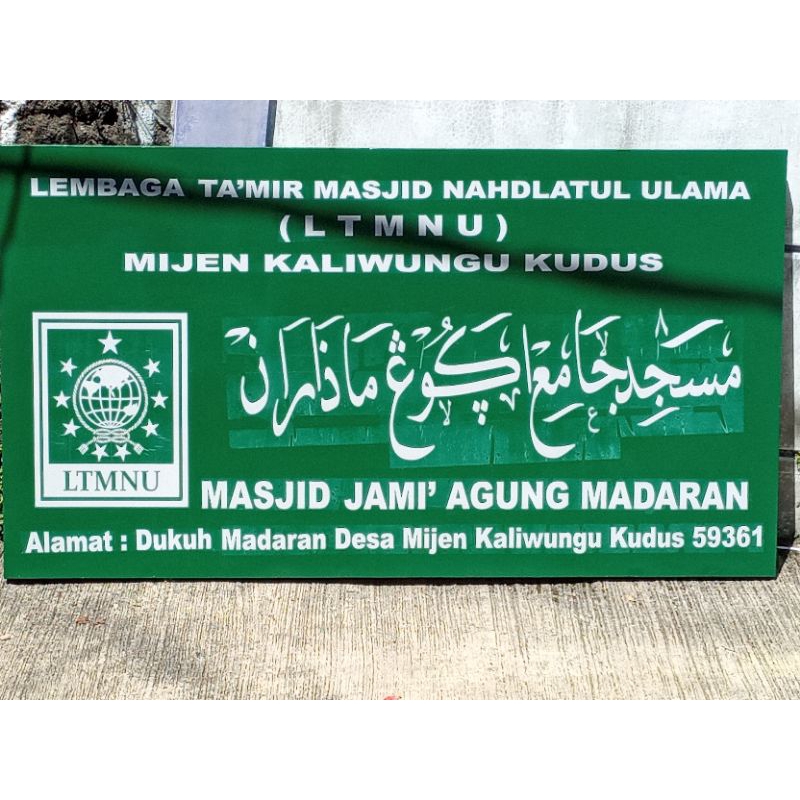 LEMBAGA TA'MIR MASJID NAHDLATUL ULAMA
( L T M N U )
MIJEN KALIWUNGU KUDUS
مسجد جامع اڮوڠ ماذاران
LTMNU
MASJID JAMI' AGUNG MADARAN
Alamat : Dukuh Madaran Desa Mijen Kaliwungu Kudus 59361